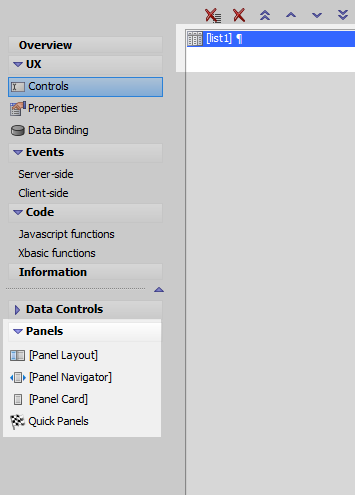 [list1] ¶
Overview
UX
Controls
Properties
Data Binding
Events
Server-side
Client-side
Code
Javascript functions
Xbasic functions
Information
Data Controls
Panels
[Panel Layout]
[Panel Navigator]
[Panel Card]
Quick Panels